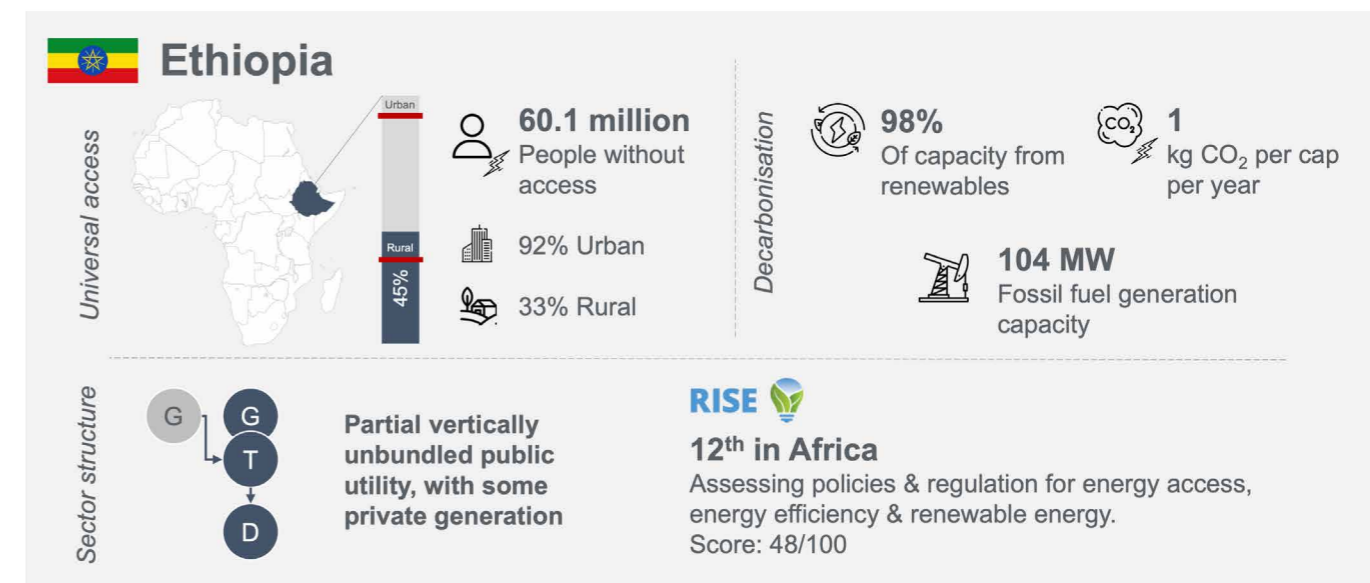 Ethiopia
Universal access
Urban
Rural
45%
60.1 million
People without
access
92% Urban
33% Rural
Decarbonisation
98%
Of capacity from
renewables
CO₂
1
kg CO₂ per cap
per year
104 MW
Fossil fuel generation
capacity
Sector structure
G
G
T
D
Partial vertically
unbundled public
utility, with some
private generation
RISE
12th in Africa
Assessing policies & regulation for energy access,
energy efficiency & renewable energy.
Score: 48/100